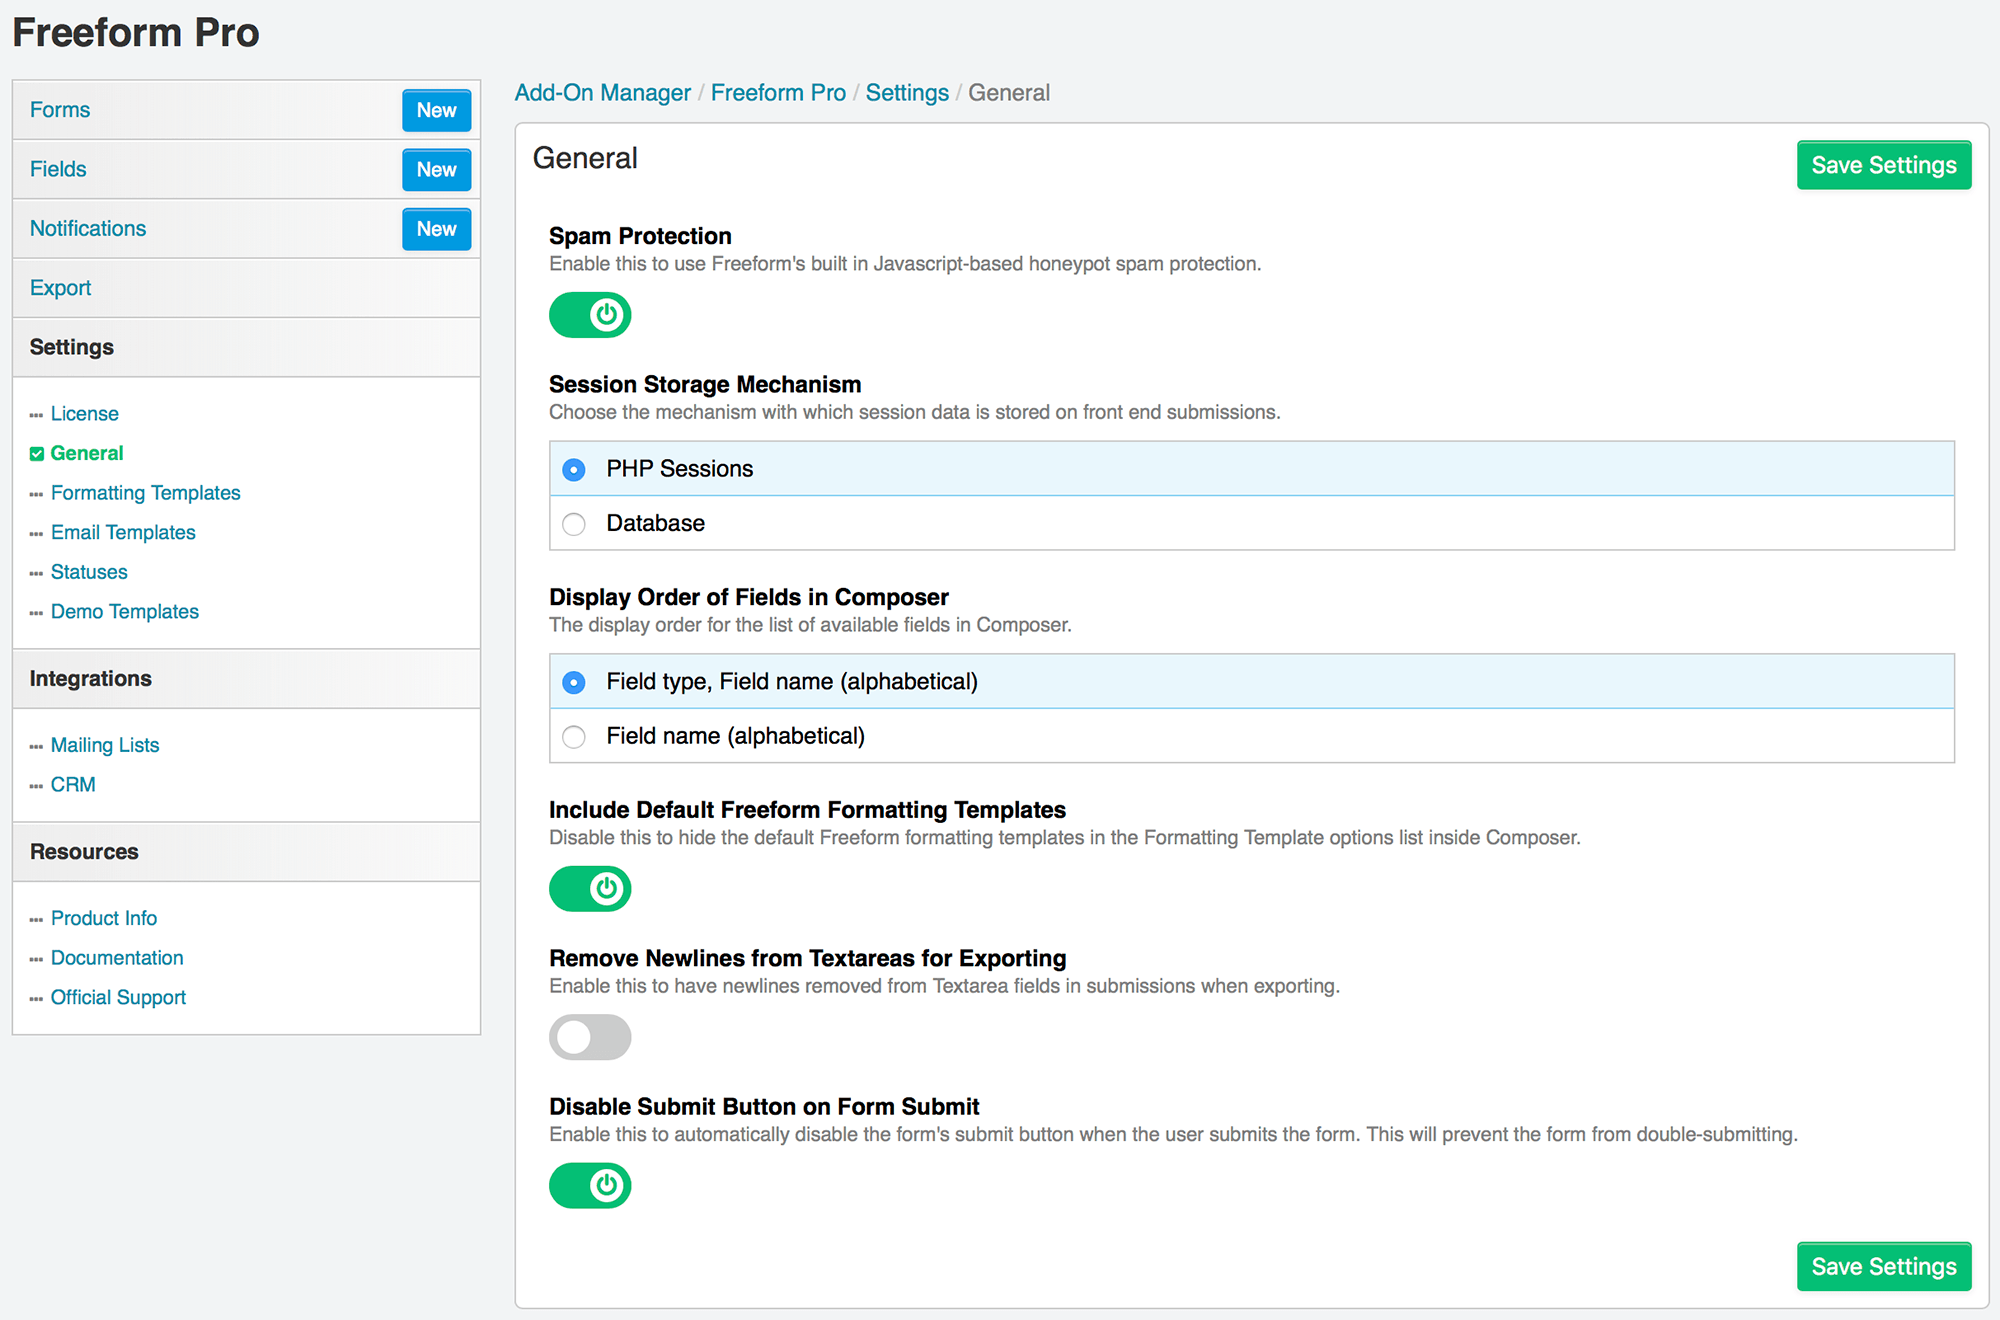 Freeform Pro
Forms New
Fields New
Notifications New
Export
Settings
License
General
Formatting Templates
Email Templates
Statuses
Demo Templates
Integrations
Mailing Lists
CRM
Resources
Product Info
Documentation
Official Support
Add-On Manager / Freeform Pro / Settings / General
General
Save Settings
Spam Protection
Enable this to use Freeform's built in Javascript-based honeypot spam protection.
Session Storage Mechanism
Choose the mechanism with which session data is stored on front end submissions.
PHP Sessions
Database
Display Order of Fields in Composer
The display order for the list of available fields in Composer.
Field type, Field name (alphabetical)
Field name (alphabetical)
Include Default Freeform Formatting Templates
Disable this to hide the default Freeform formatting templates in the Formatting Template options list inside Composer.
Remove Newlines from Textareas for Exporting
Enable this to have newlines removed from Textarea fields in submissions when exporting.
Disable Submit Button on Form Submit
Enable this to automatically disable the form's submit button when the user submits the form. This will prevent the form from double-submitting.
Save Settings